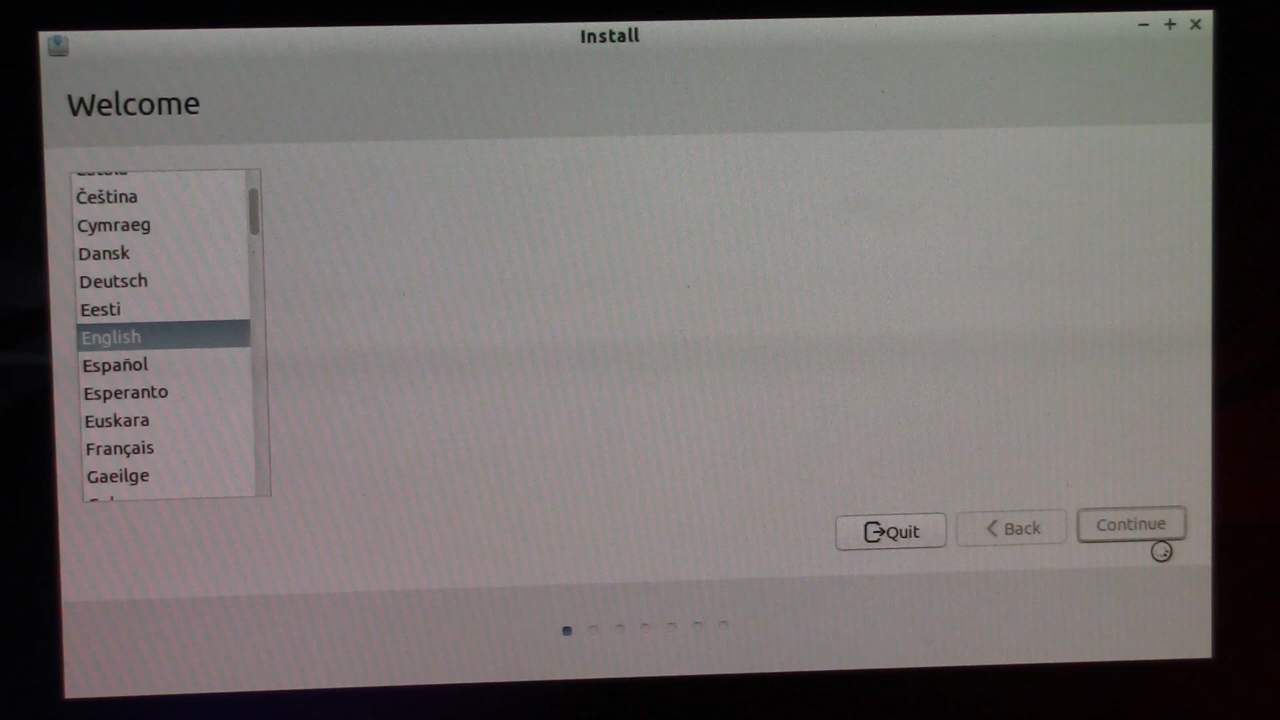 Install
Welcome
Čeština
Cymraeg
Dansk
Deutsch
Eesti
English
Español
Esperanto
Euskara
Français
Gaeilge
Quit
Back
Continue